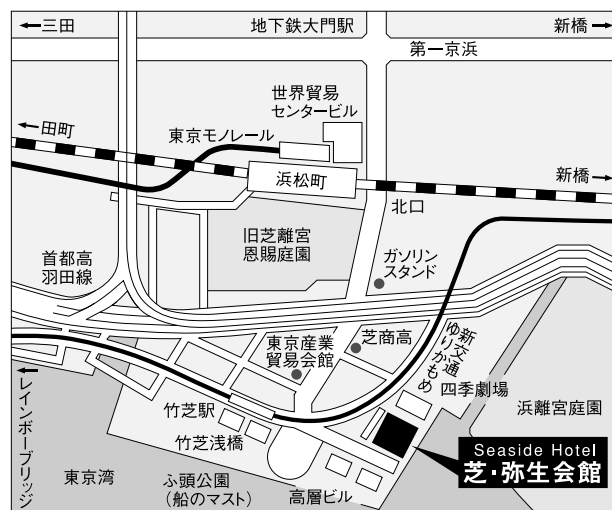 ←三田
地下鉄大門駅
新橋→
第一京浜
世界貿易
センタービル
←田町
東京モノレール
浜松町
新橋→
北口
旧芝離宮
恩賜庭園
ガソリン
スタンド
首都高
羽田線
東京産業
貿易会館
芝商高
新交通
ゆりかもめ
四季劇場
浜離宮庭園
←レインボーブリッジ
竹芝駅
竹芝浅橋
Seaside Hotel
芝・弥生会館
東京湾
ふ頭公園
(船のマスト)
高層ビル